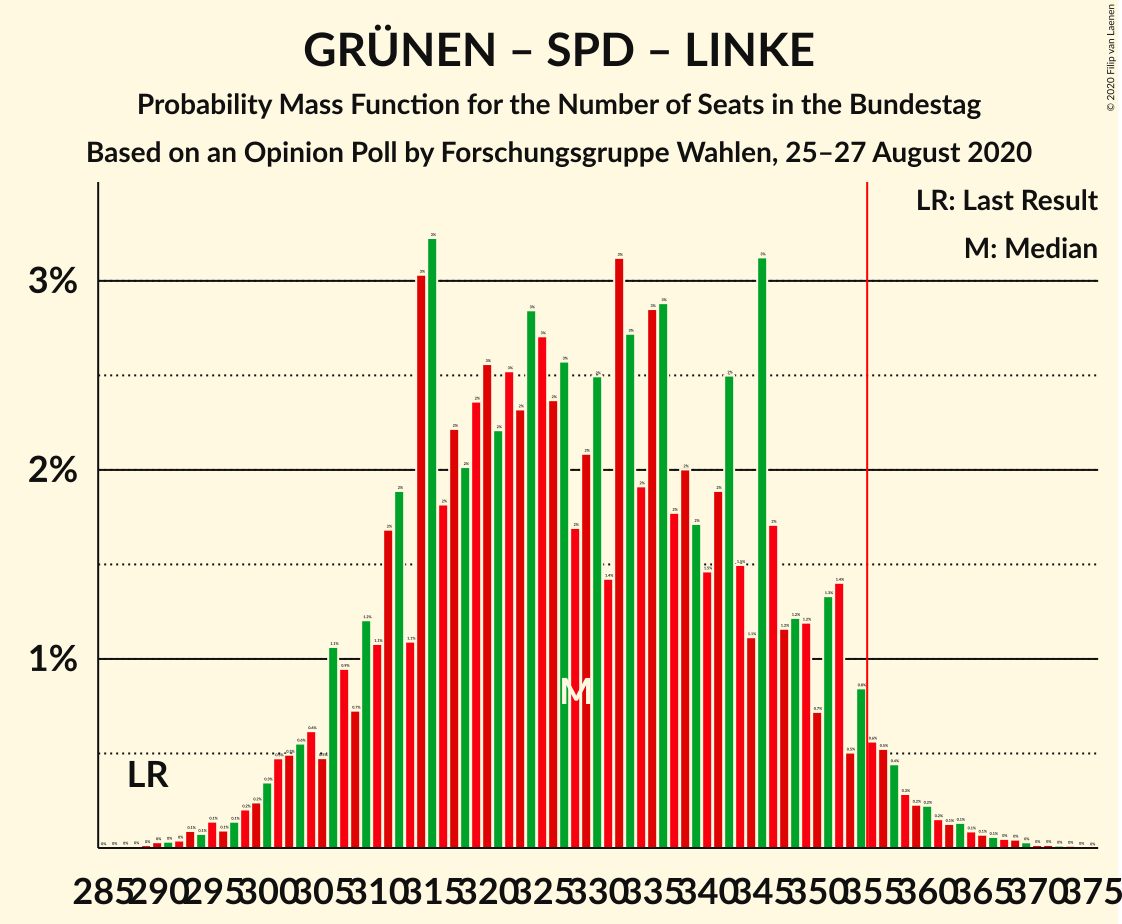 GRÜNEN – SPD – LINKE
Probability Mass Function for the Number of Seats in the Bundestag
Based on an Opinion Poll by Forschungsgruppe Wahlen, 25–27 August 2020
© 2020 Filip van Laenen
LR: Last Result
M: Median
3%
2%
1%
LR
M
285 290 295 300 305 310 315 320 325 330 335 340 345 350 355 360 365 370 375